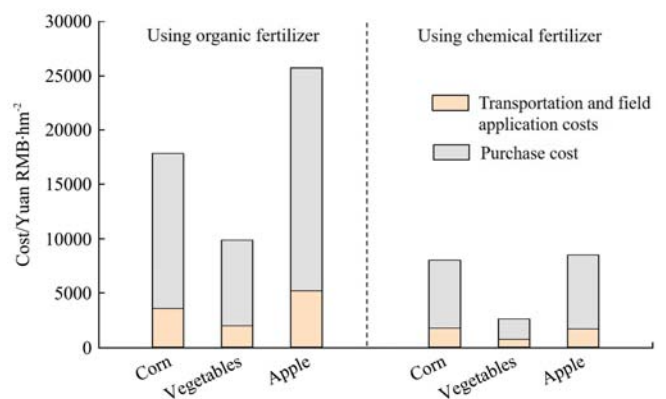 30000
25000
20000
15000
10000
5000
0
Cost/Yuan RMB·hm⁻²
Using organic fertilizer
Using chemical fertilizer
Transportation and field
application costs
Purchase cost
Corn
Vegetables
Apple
Corn
Vegetables
Apple